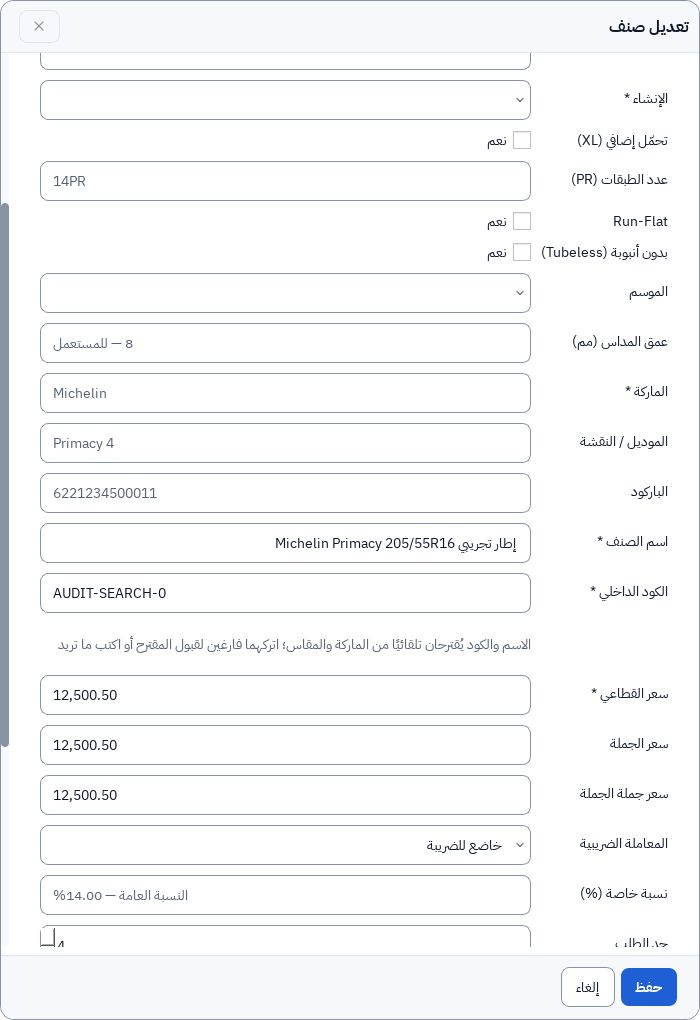 تعديل صنف
الإنشاء *
تحمّل إضافي (XL) نعم
عدد الطبقات (PR) 14PR
Run-Flat نعم
بدون أنبوبة (Tubeless) نعم
الموسم
عمق المداس (مم) 8 — للمستعمل
الماركة * Michelin
الموديل / النقشة Primacy 4
الباركود 6221234500011
اسم الصنف * إطار تجريبي Michelin Primacy 205/55R16
الكود الداخلي * AUDIT-SEARCH-0
الاسم والكود يُقترحان تلقائيًا من الماركة والمقاس؛ اتركهما فارغين لقبول المقترح أو اكتب ما تريد
سعر القطاعي * 12,500.50
سعر الجملة 12,500.50
سعر جملة الجملة 12,500.50
المعاملة الضريبية خاضع للضريبة
نسبة خاصة (%) النسبة العامة — 14.00%
حد الطلب 4
حفظ
إلغاء